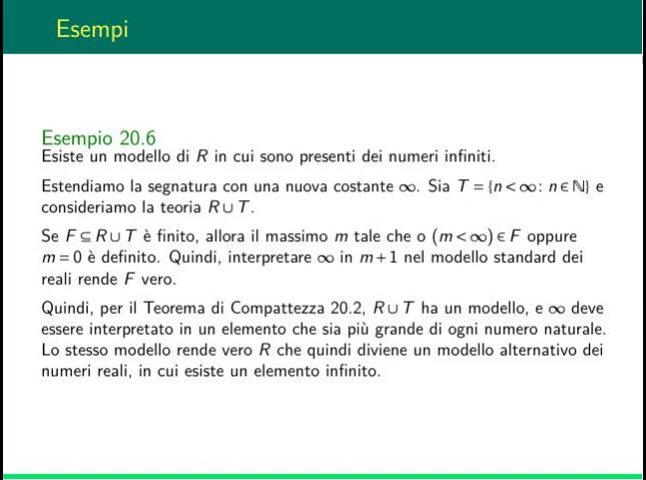 Esempi
Esempio 20.6
Esiste un modello di R in cui sono presenti dei numeri infiniti.
Estendiamo la segnatura con una nuova costante ∞. Sia T = {n < ∞: n ∈ ℕ} e
consideriamo la teoria R ∪ T.
Se F ⊆ R ∪ T è finito, allora il massimo m tale che o (m < ∞) ∈ F oppure
m = 0 è definito. Quindi, interpretare ∞ in m + 1 nel modello standard dei
reali rende F vero.
Quindi, per il Teorema di Compattezza 20.2, R ∪ T ha un modello, e ∞ deve
essere interpretato in un elemento che sia più grande di ogni numero naturale.
Lo stesso modello rende vero R che quindi diviene un modello alternativo dei
numeri reali, in cui esiste un elemento infinito.